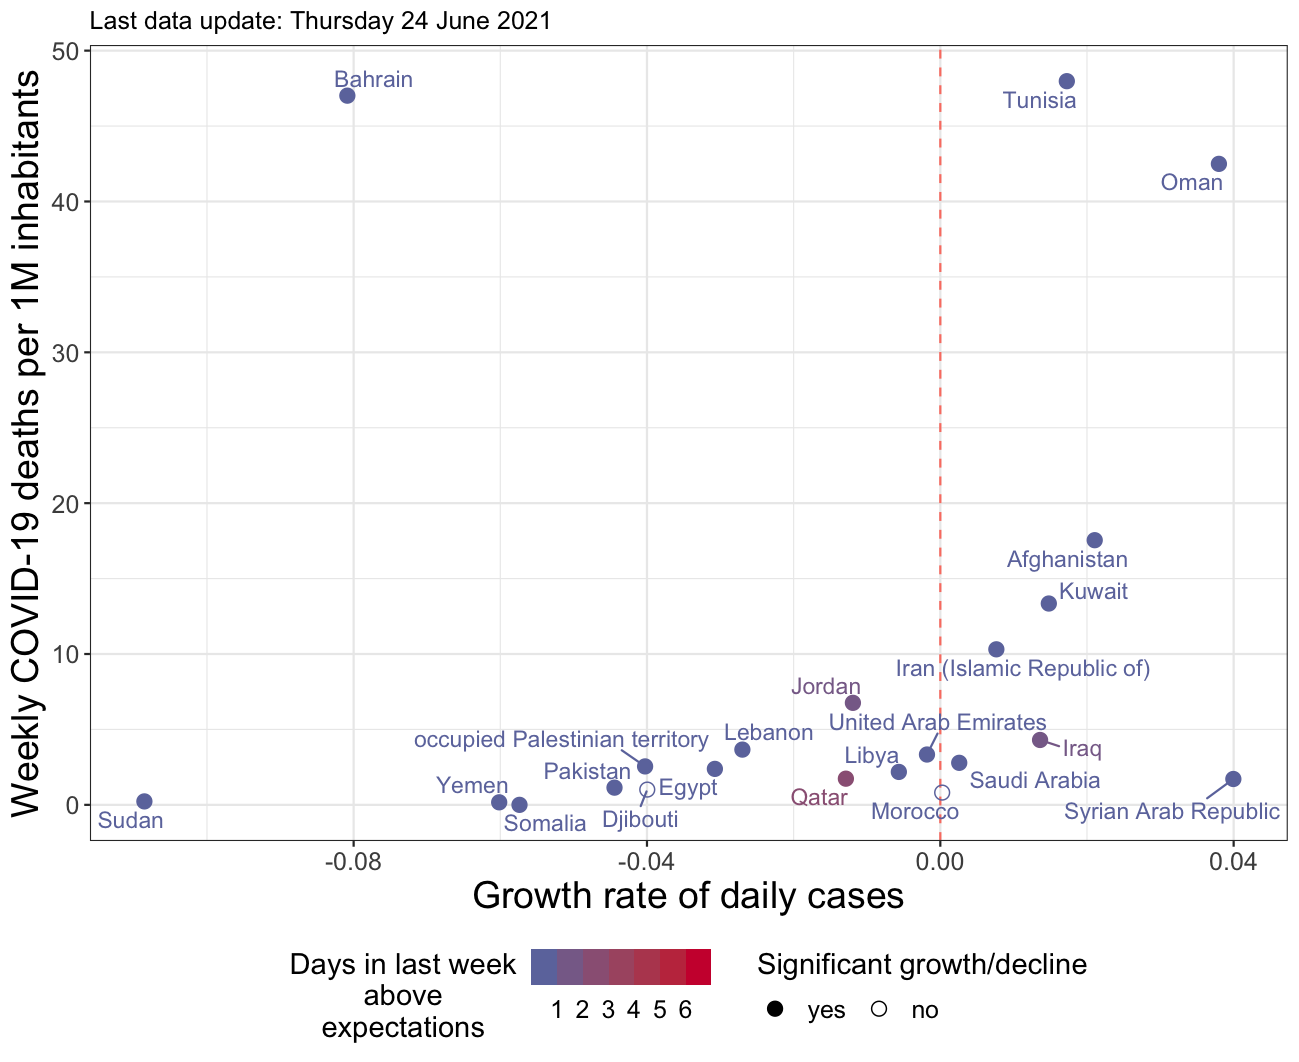 Last data update: Thursday 24 June 2021
Weekly COVID-19 deaths per 1M inhabitants
50
40
30
20
10
0
Bahrain
Tunisia
Oman
Afghanistan
Kuwait
Iran (Islamic Republic of)
Jordan
United Arab Emirates
Lebanon
occupied Palestinian territory
Iraq
Libya
Pakistan
Saudi Arabia
Yemen
Egypt
Qatar
Morocco
Syrian Arab Republic
Sudan
Somalia
Djibouti
-0.08
-0.04
0.00
0.04
Growth rate of daily cases
Days in last week
above
expectations
1 2 3 4 5 6
Significant growth/decline
yes
no